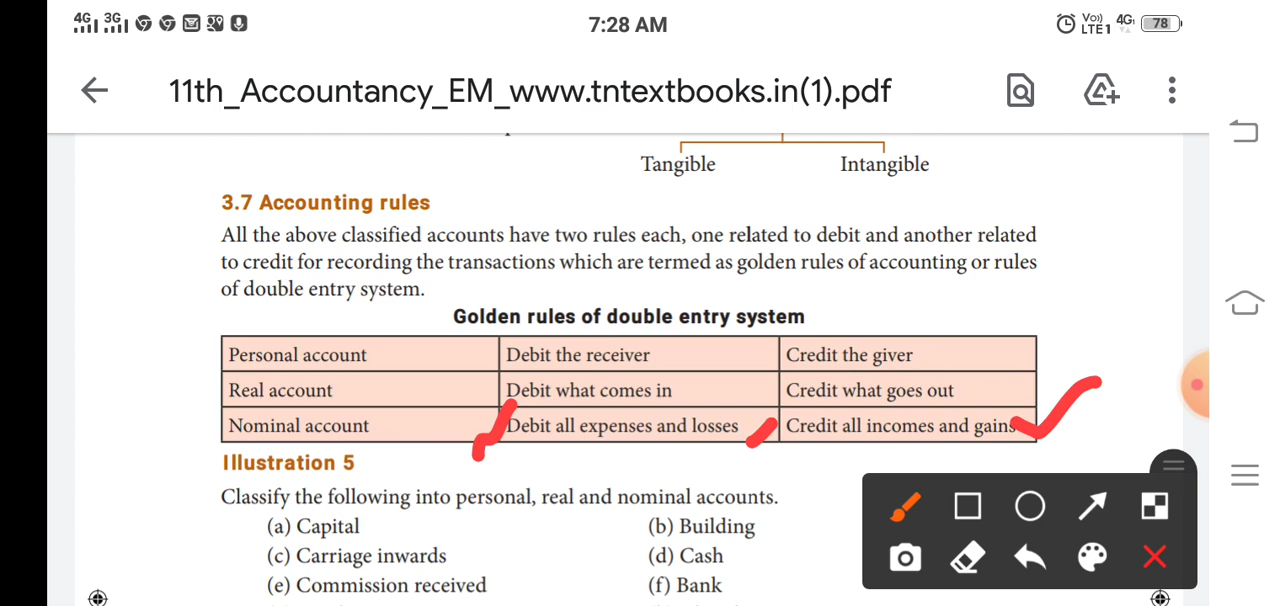 4G 3G 7:28 AM Vo) LTE1 4G 78
11th_Accountancy_EM_www.tntextbooks.in(1).pdf
Tangible Intangible
3.7 Accounting rules
All the above classified accounts have two rules each, one related to debit and another related
to credit for recording the transactions which are termed as golden rules of accounting or rules
of double entry system.
Golden rules of double entry system
Personal account Debit the receiver Credit the giver
Real account Debit what comes in Credit what goes out
Nominal account Debit all expenses and losses Credit all incomes and gains
Illustration 5
Classify the following into personal, real and nominal accounts.
(a) Capital (b) Building
(c) Carriage inwards (d) Cash
(e) Commission received (f) Bank